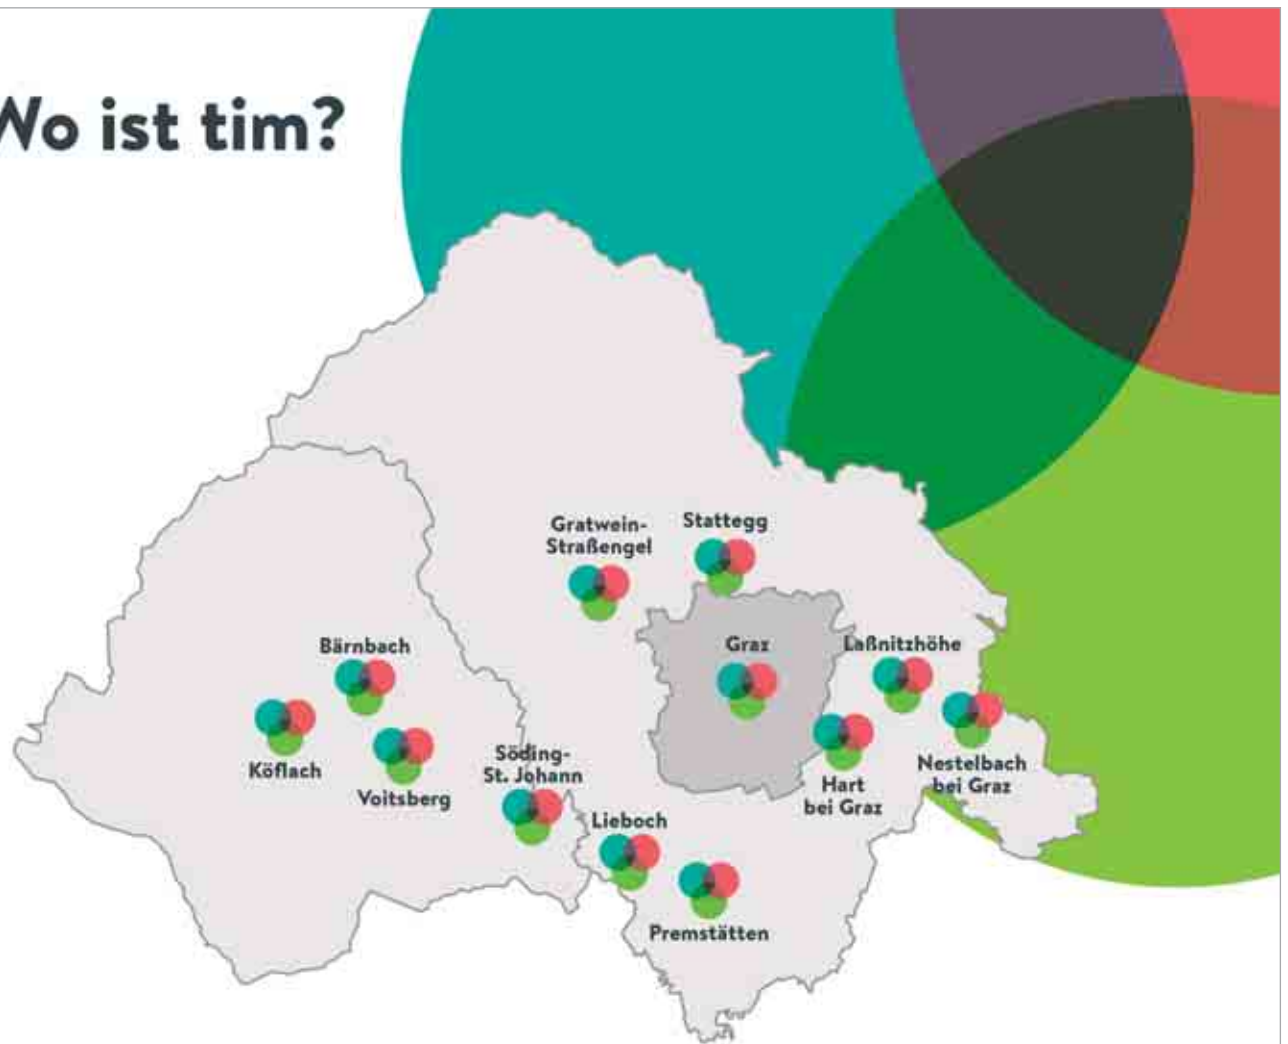 Wo ist tim?
Gratwein-
Straßengel
Stattegg
Graz
Laßnitzhöhe
Bärnbach
Köflach
Voitsberg
Söding-
St. Johann
Lieboch
Hart
bei Graz
Nestelbach
bei Graz
Premstätten